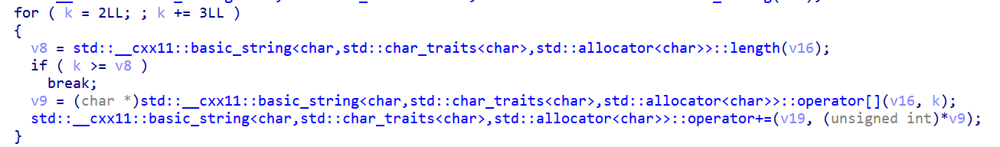 for ( k = 2LL; ; k += 3LL )
{
v8 = std::__cxx11::basic_string<char,std::char_traits<char>,std::allocator<char>>::length(v16);
if ( k >= v8 )
break;
v9 = (char *)std::__cxx11::basic_string<char,std::char_traits<char>,std::allocator<char>>::operator[](v16, k);
std::__cxx11::basic_string<char,std::char_traits<char>,std::allocator<char>>::operator+=(v19, (unsigned int)*v9);
}